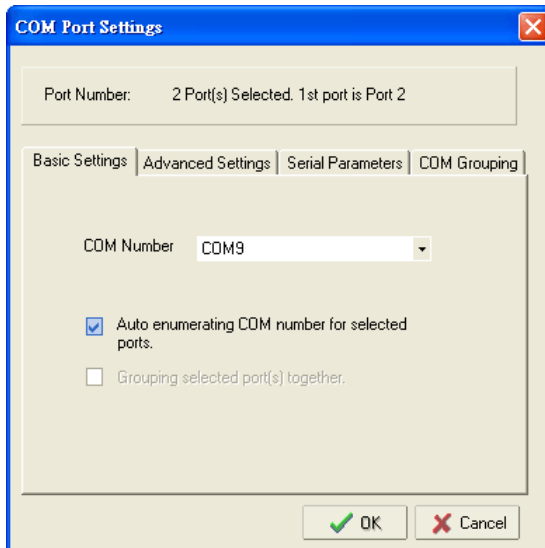 COM Port Settings
Port Number: 2 Port(s) Selected. 1st port is Port 2
Basic Settings Advanced Settings Serial Parameters COM Grouping
COM Number COM9
Auto enumerating COM number for selected
ports.
Grouping selected port(s) together.
OK Cancel